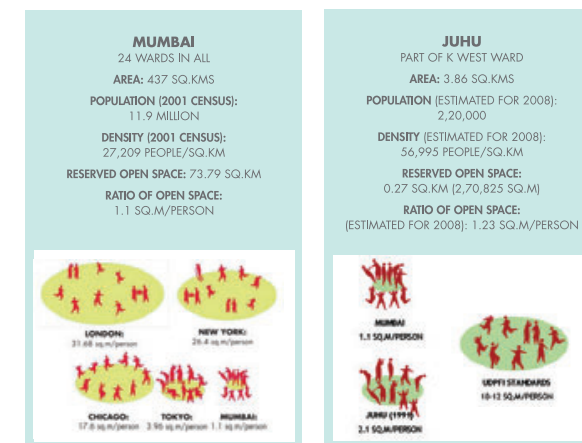 MUMBAI
24 WARDS IN ALL
AREA: 437 SQ.KMS
POPULATION (2001 CENSUS):
11.9 MILLION
DENSITY (2001 CENSUS):
27,209 PEOPLE/SQ.KM
RESERVED OPEN SPACE: 73.79 SQ.KM
RATIO OF OPEN SPACE:
1.1 SQ.M/PERSON
LONDON:
31.68 sq.m/person
NEW YORK:
26.4 sq.m/person
CHICAGO:
17.6 sq.m/person
TOKYO:
3.96 sq.m/person
MUMBAI:
1.1 sq.m/person
JUHU
PART OF K WEST WARD
AREA: 3.86 SQ.KMS
POPULATION (ESTIMATED FOR 2008):
2,20,000
DENSITY (ESTIMATED FOR 2008):
56,995 PEOPLE/SQ.KM
RESERVED OPEN SPACE:
0.27 SQ.KM (2,70,825 SQ.M)
RATIO OF OPEN SPACE:
(ESTIMATED FOR 2008): 1.23 SQ.M/PERSON
MUMBAI
1.1 SQ.M/PERSON
JUHU (1991)
2.1 SQ.M/PERSON
UDPFI STANDARDS
10-12 SQ.M/PERSON